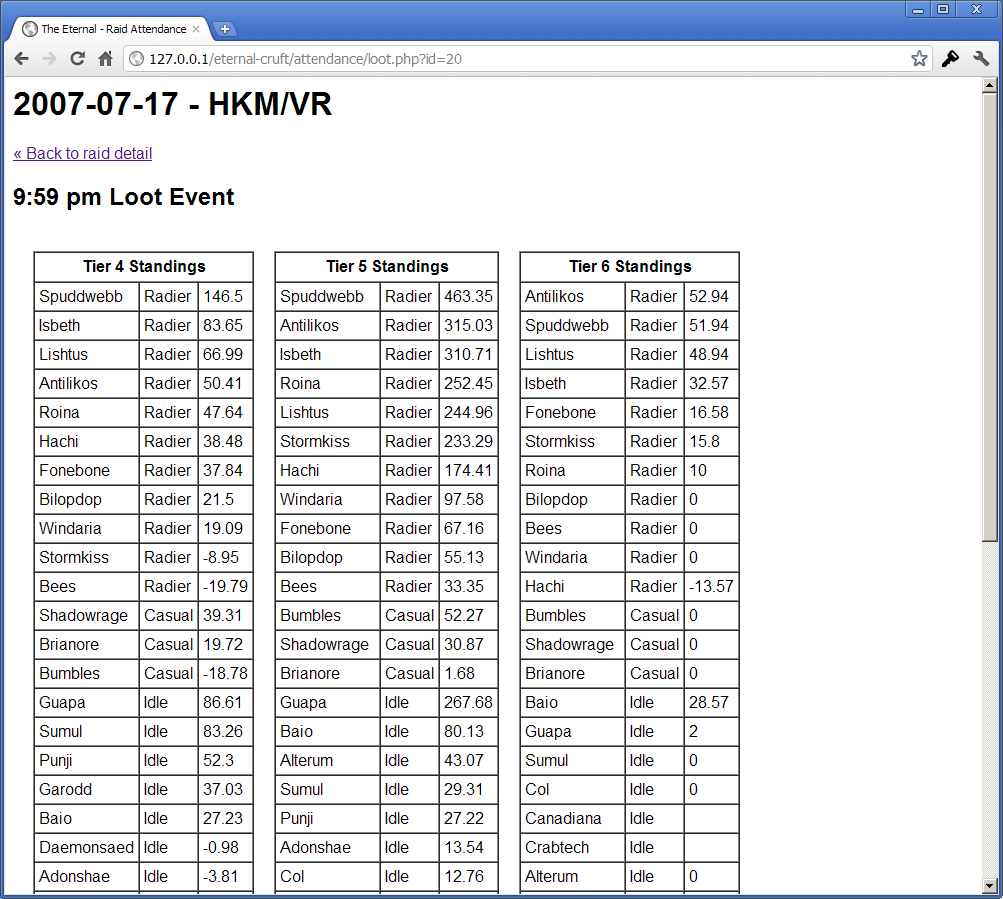 The Eternal - Raid Attendance
127.0.0.1/eternal-cruft/attendance/loot.php?id=20
2007-07-17 - HKM/VR
« Back to raid detail
9:59 pm Loot Event
Tier 4 Standings
Spuddwebb Radier 146.5
Isbeth Radier 83.65
Lishtus Radier 66.99
Antilikos Radier 50.41
Roina Radier 47.64
Hachi Radier 38.48
Fonebone Radier 37.84
Bilopdop Radier 21.5
Windaria Radier 19.09
Stormkiss Radier -8.95
Bees Radier -19.79
Shadowrage Casual 39.31
Brianore Casual 19.72
Bumbles Casual -18.78
Guapa Idle 86.61
Sumul Idle 83.26
Punji Idle 52.3
Garodd Idle 37.03
Baio Idle 27.23
Daemonsaed Idle -0.98
Adonshae Idle -3.81
Tier 5 Standings
Spuddwebb Radier 463.35
Antilikos Radier 315.03
Isbeth Radier 310.71
Roina Radier 252.45
Lishtus Radier 244.96
Stormkiss Radier 233.29
Hachi Radier 174.41
Windaria Radier 97.58
Fonebone Radier 67.16
Bilopdop Radier 55.13
Bees Radier 33.35
Bumbles Casual 52.27
Shadowrage Casual 30.87
Brianore Casual 1.68
Guapa Idle 267.68
Baio Idle 80.13
Alterum Idle 43.07
Sumul Idle 29.31
Punji Idle 27.22
Adonshae Idle 13.54
Col Idle 12.76
Tier 6 Standings
Antilikos Radier 52.94
Spuddwebb Radier 51.94
Lishtus Radier 48.94
Isbeth Radier 32.57
Fonebone Radier 16.58
Stormkiss Radier 15.8
Roina Radier 10
Bilopdop Radier 0
Bees Radier 0
Windaria Radier 0
Hachi Radier -13.57
Bumbles Casual 0
Shadowrage Casual 0
Brianore Casual 0
Baio Idle 28.57
Guapa Idle 2
Sumul Idle 0
Col Idle 0
Canadiana Idle
Crabtech Idle
Alterum Idle 0